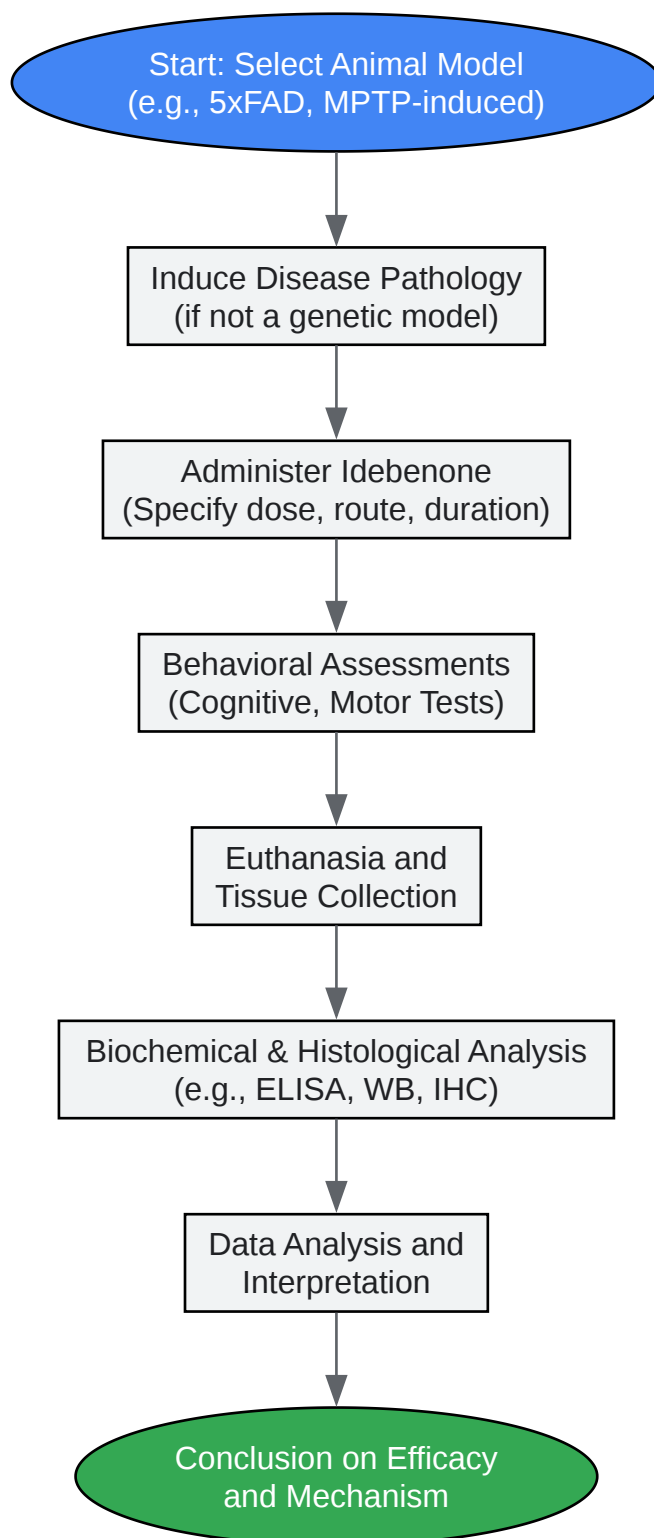 Start: Select Animal Model
(e.g., 5xFAD, MPTP-induced)
Induce Disease Pathology
(if not a genetic model)
Administer Idebenone
(Specify dose, route, duration)
Behavioral Assessments
(Cognitive, Motor Tests)
Euthanasia and
Tissue Collection
Biochemical & Histological Analysis
(e.g., ELISA, WB, IHC)
Data Analysis and
Interpretation
Conclusion on Efficacy
and Mechanism